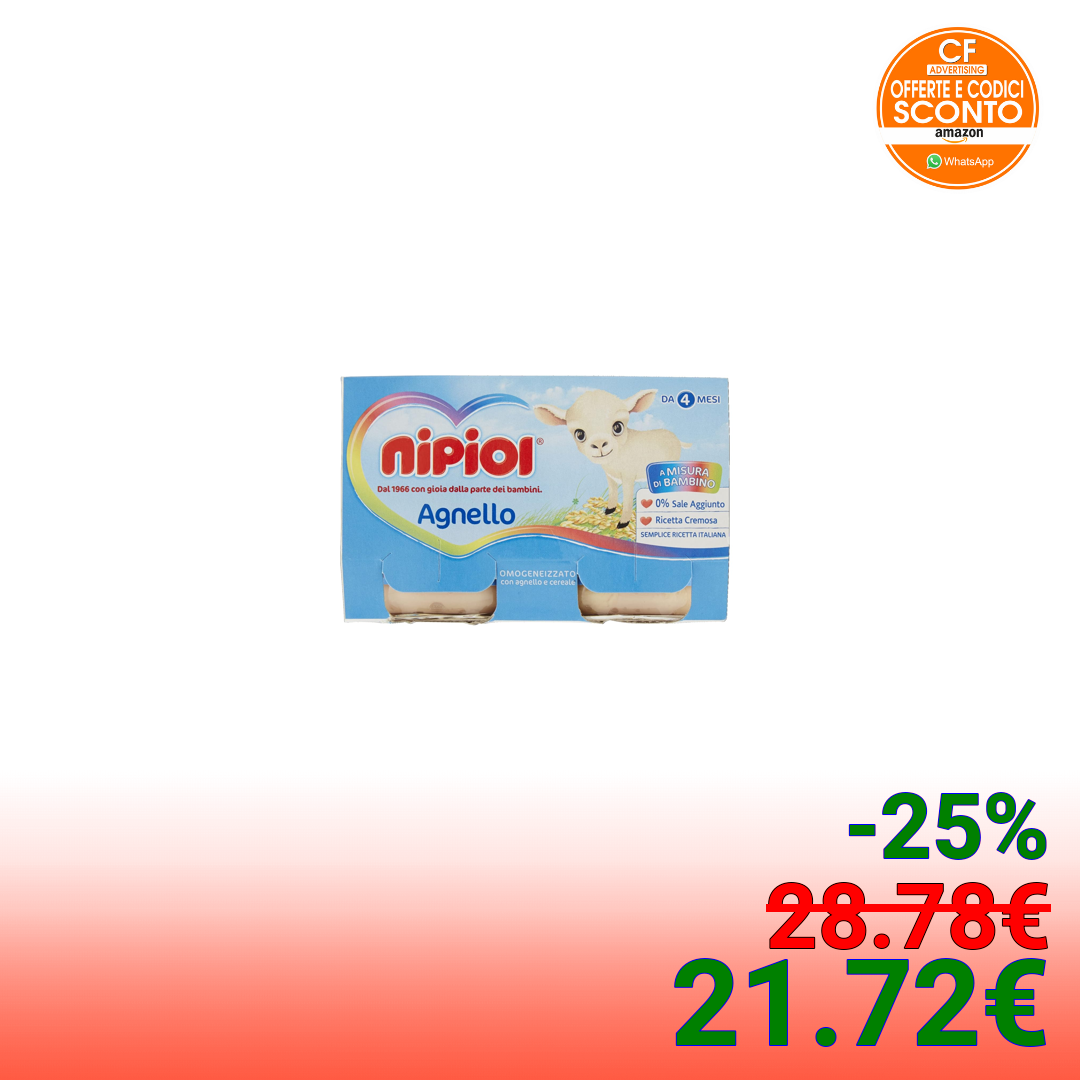 CF
ADVERTISING
OFFERTE E CODICI
SCONTO
amazon
WhatsApp
DA 4 MESI
nipiol®
Dal 1966 con gioia dalla parte dei bambini.
Agnello
A MISURA
DI BAMBINO
0% Sale Aggiunto
Ricetta Cremosa
SEMPLICE RICETTA ITALIANA
OMOGENEIZZATO
con agnello e cereale
-25%
28.78€
21.72€